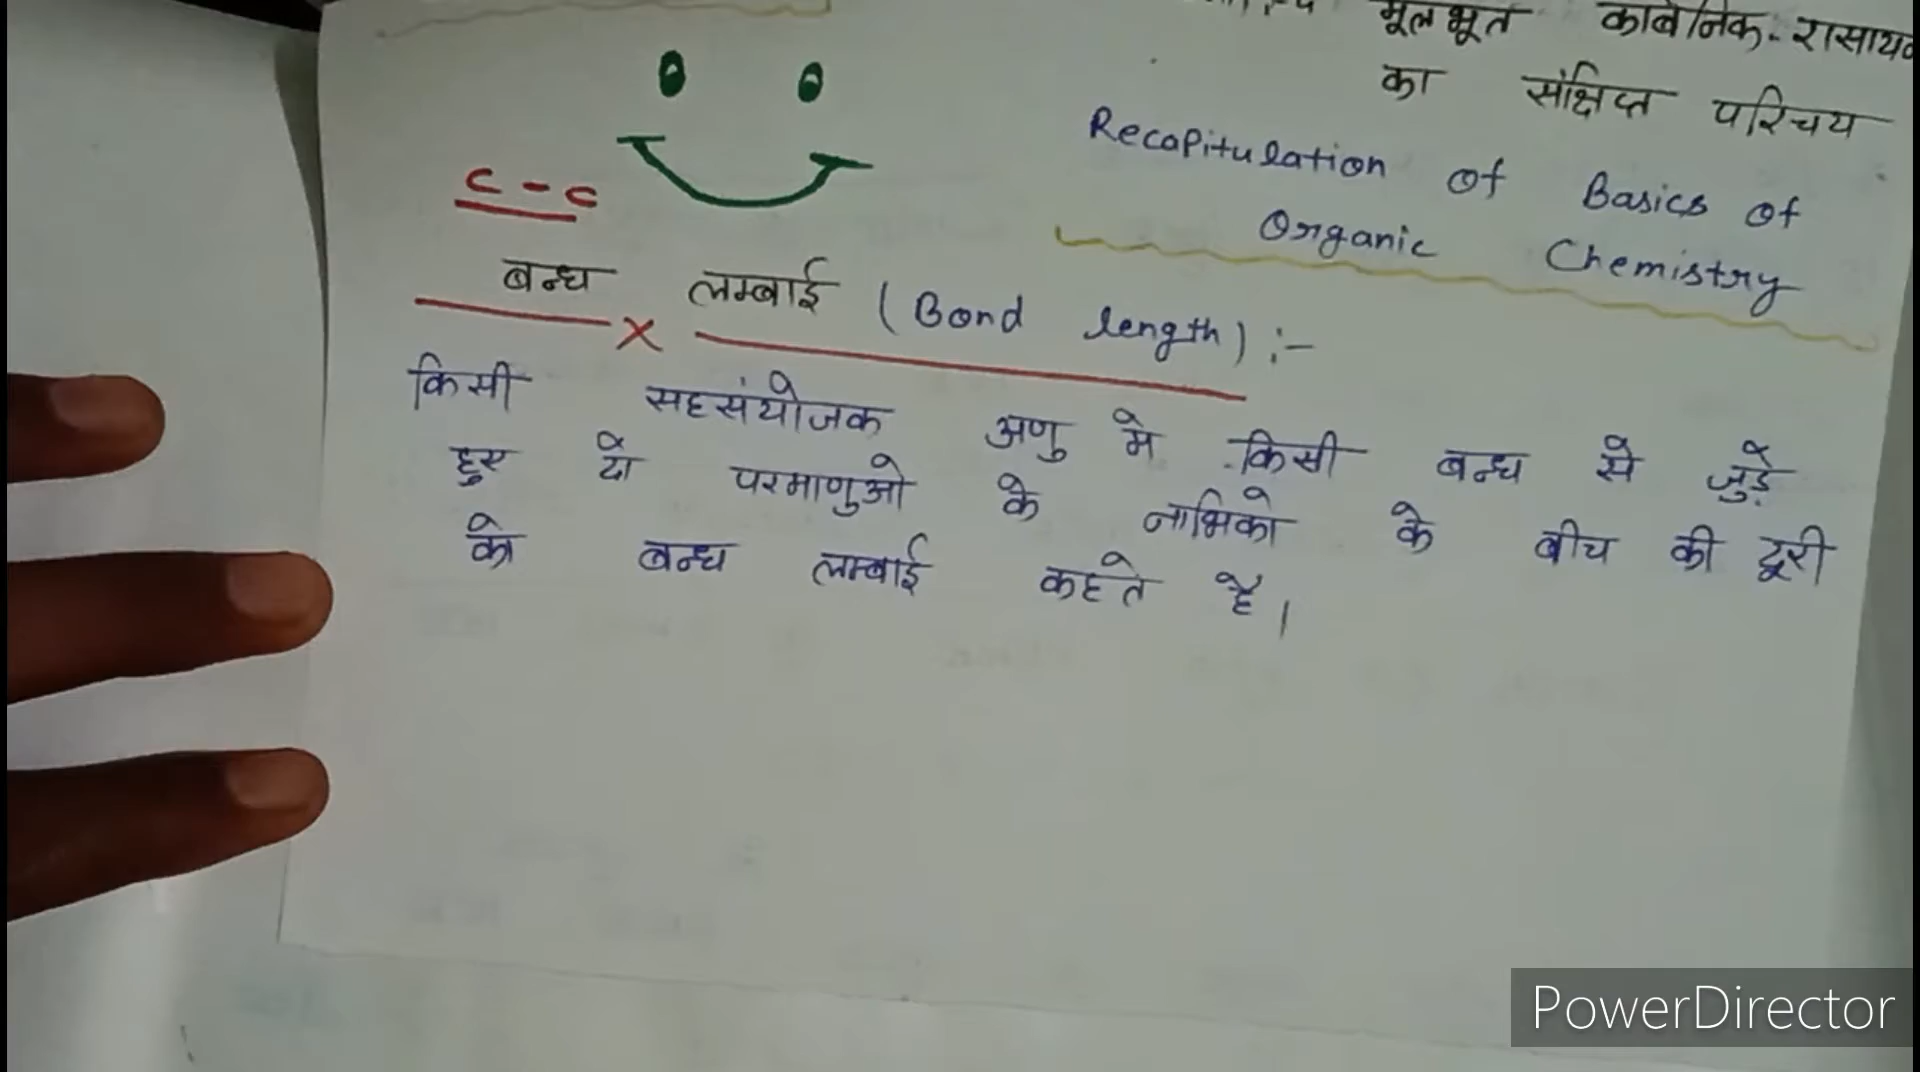 मूलभूत कार्बनिक-रासायन
का संक्षिप्त परिचय
Recapitulation of Basics of
Organic Chemistry
C - C
बन्ध लम्बाई (Bond length) :-
किसी सहसंयोजक अणु मे किसी बन्ध से जुड़े
हुए दो परमाणुओ के नाभिको के बीच की दूरी
को बन्ध लम्बाई कहते है।
PowerDirector